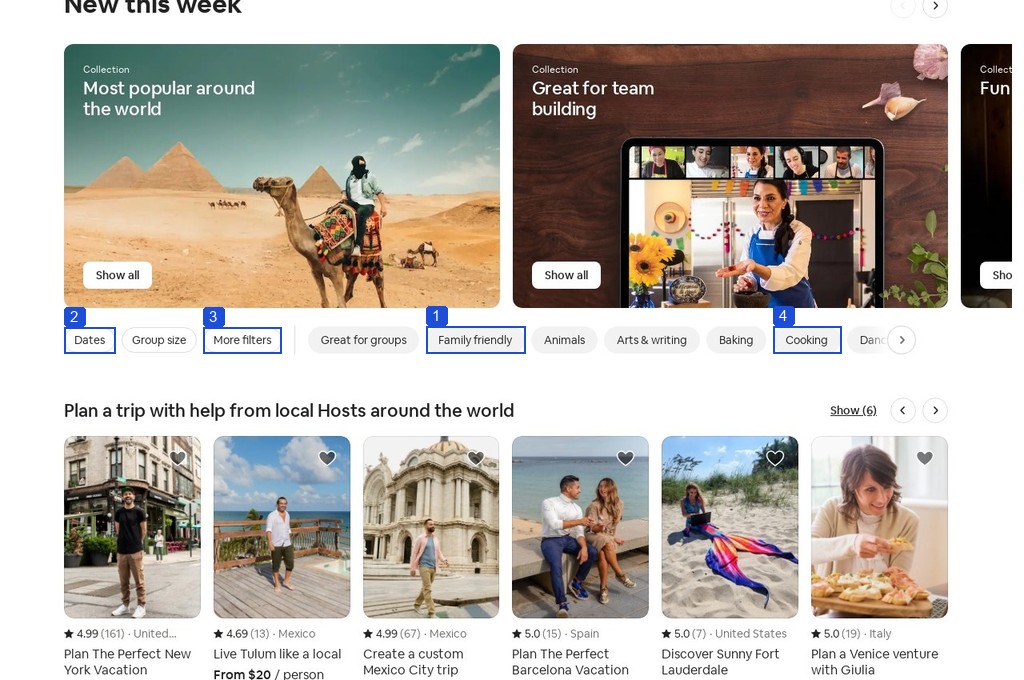 New this week
Collection
Most popular around
the world
Show all
Collection
Great for team
building
Show all
Collect
Fun
Sho
2
3
1
4
Dates
Group size
More filters
Great for groups
Family friendly
Animals
Arts & writing
Baking
Cooking
Danc
Plan a trip with help from local Hosts around the world
Show (6)
4.99 (161) · United...
Plan The Perfect New
York Vacation
4.69 (13) · Mexico
Live Tulum like a local
From $20 / person
4.99 (67) · Mexico
Create a custom
Mexico City trip
5.0 (15) · Spain
Plan The Perfect
Barcelona Vacation
5.0 (7) · United States
Discover Sunny Fort
Lauderdale
5.0 (19) · Italy
Plan a Venice venture
with Giulia